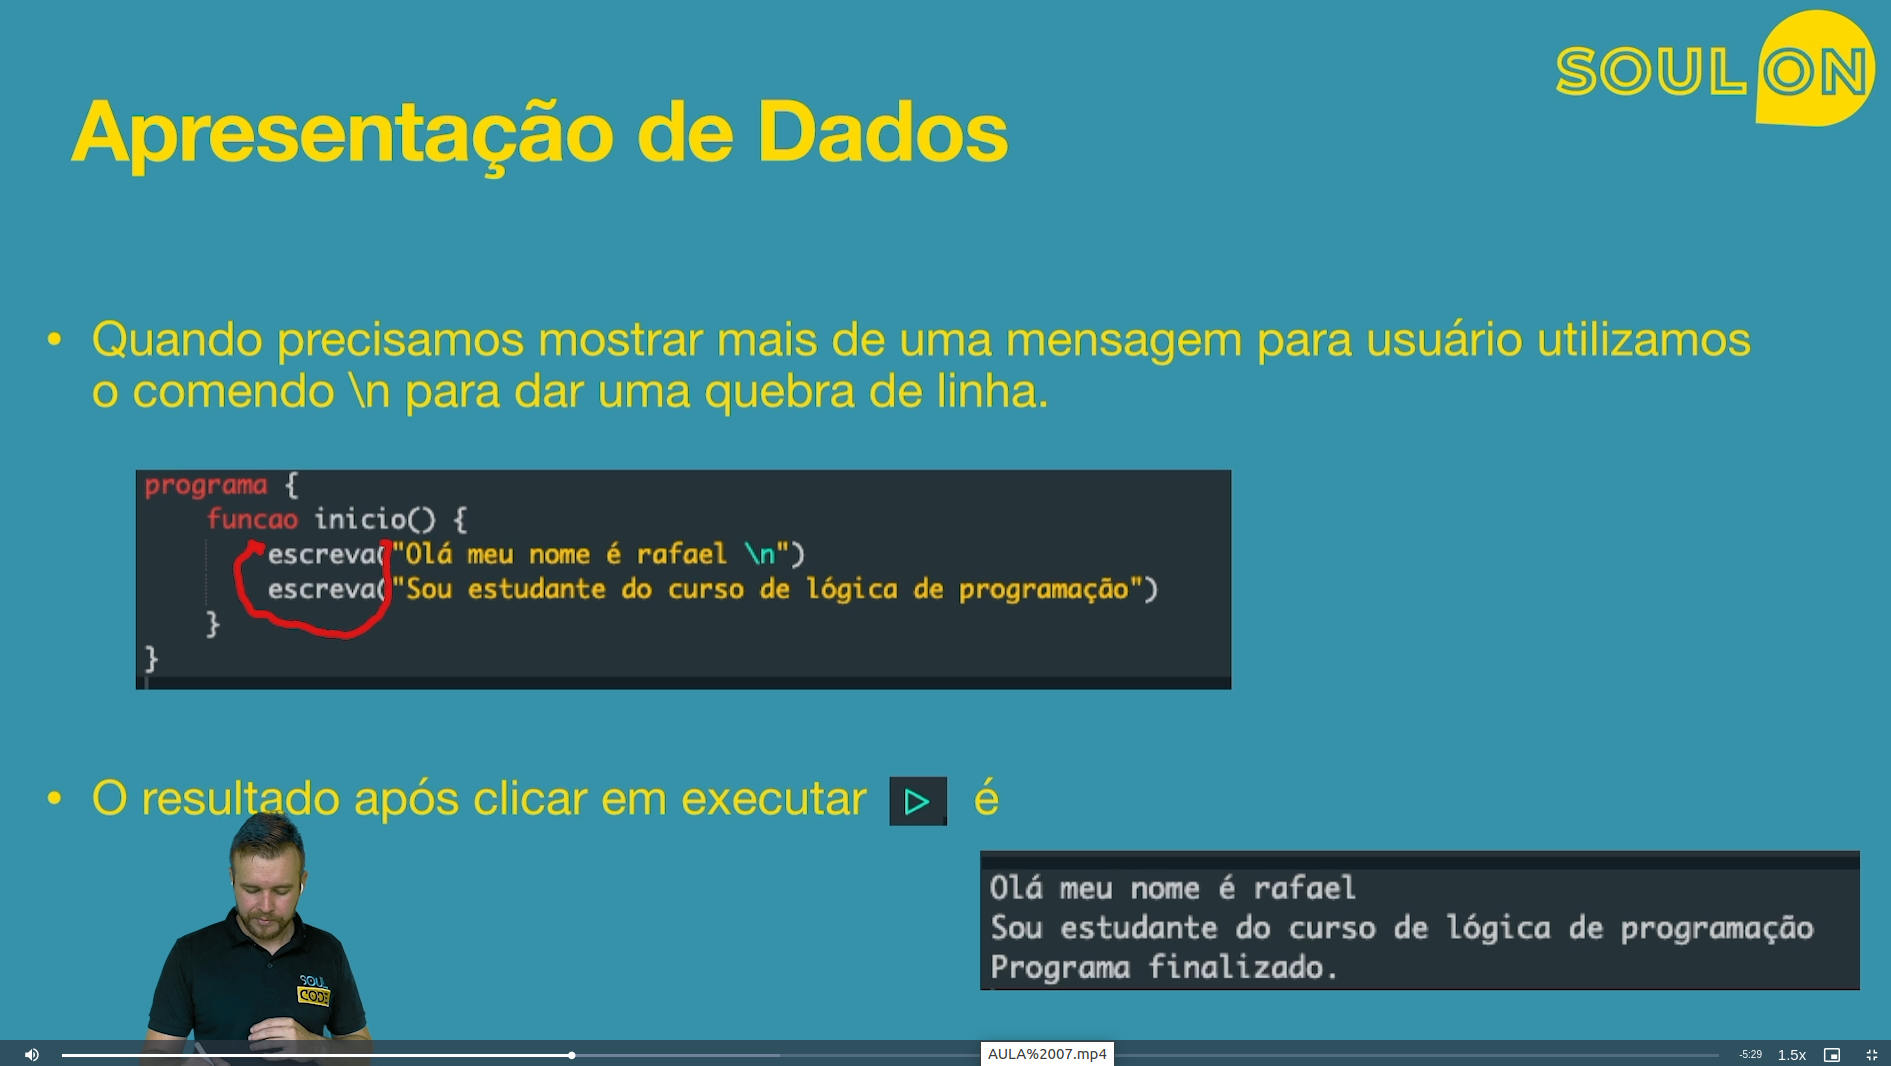 SOUL ON
Apresentação de Dados
• Quando precisamos mostrar mais de uma mensagem para usuário utilizamos
o comendo \n para dar uma quebra de linha.
programa {
funcao inicio() {
escreva("Olá meu nome é rafael \n")
escreva("Sou estudante do curso de lógica de programação")
}
}
• O resultado após clicar em executar é
Olá meu nome é rafael
Sou estudante do curso de lógica de programação
Programa finalizado.
SOUL
CODE
AULA%2007.mp4
-5:29 1.5x